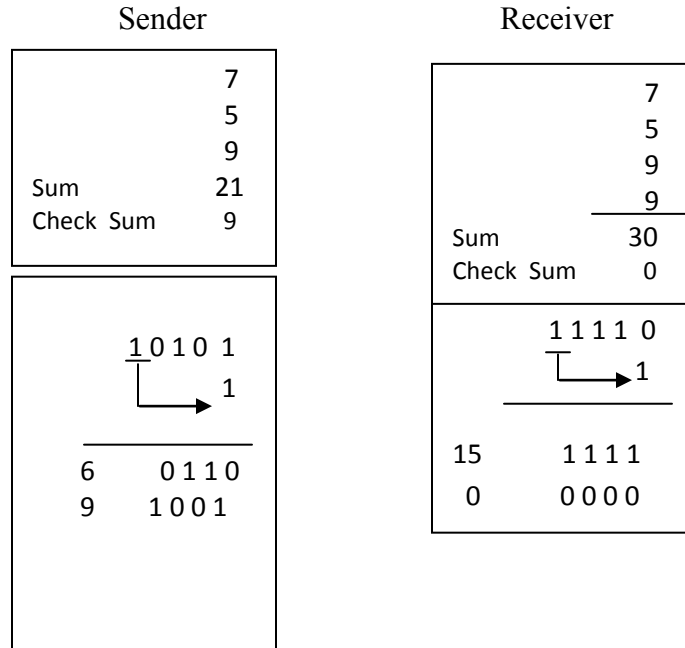 Sender
7
5
9
Sum 21
Check Sum 9
1 0 1 0 1
1
6 0 1 1 0
9 1 0 0 1
Receiver
7
5
9
9
Sum 30
Check Sum 0
1 1 1 1 0
1
15 1 1 1 1
0 0 0 0 0